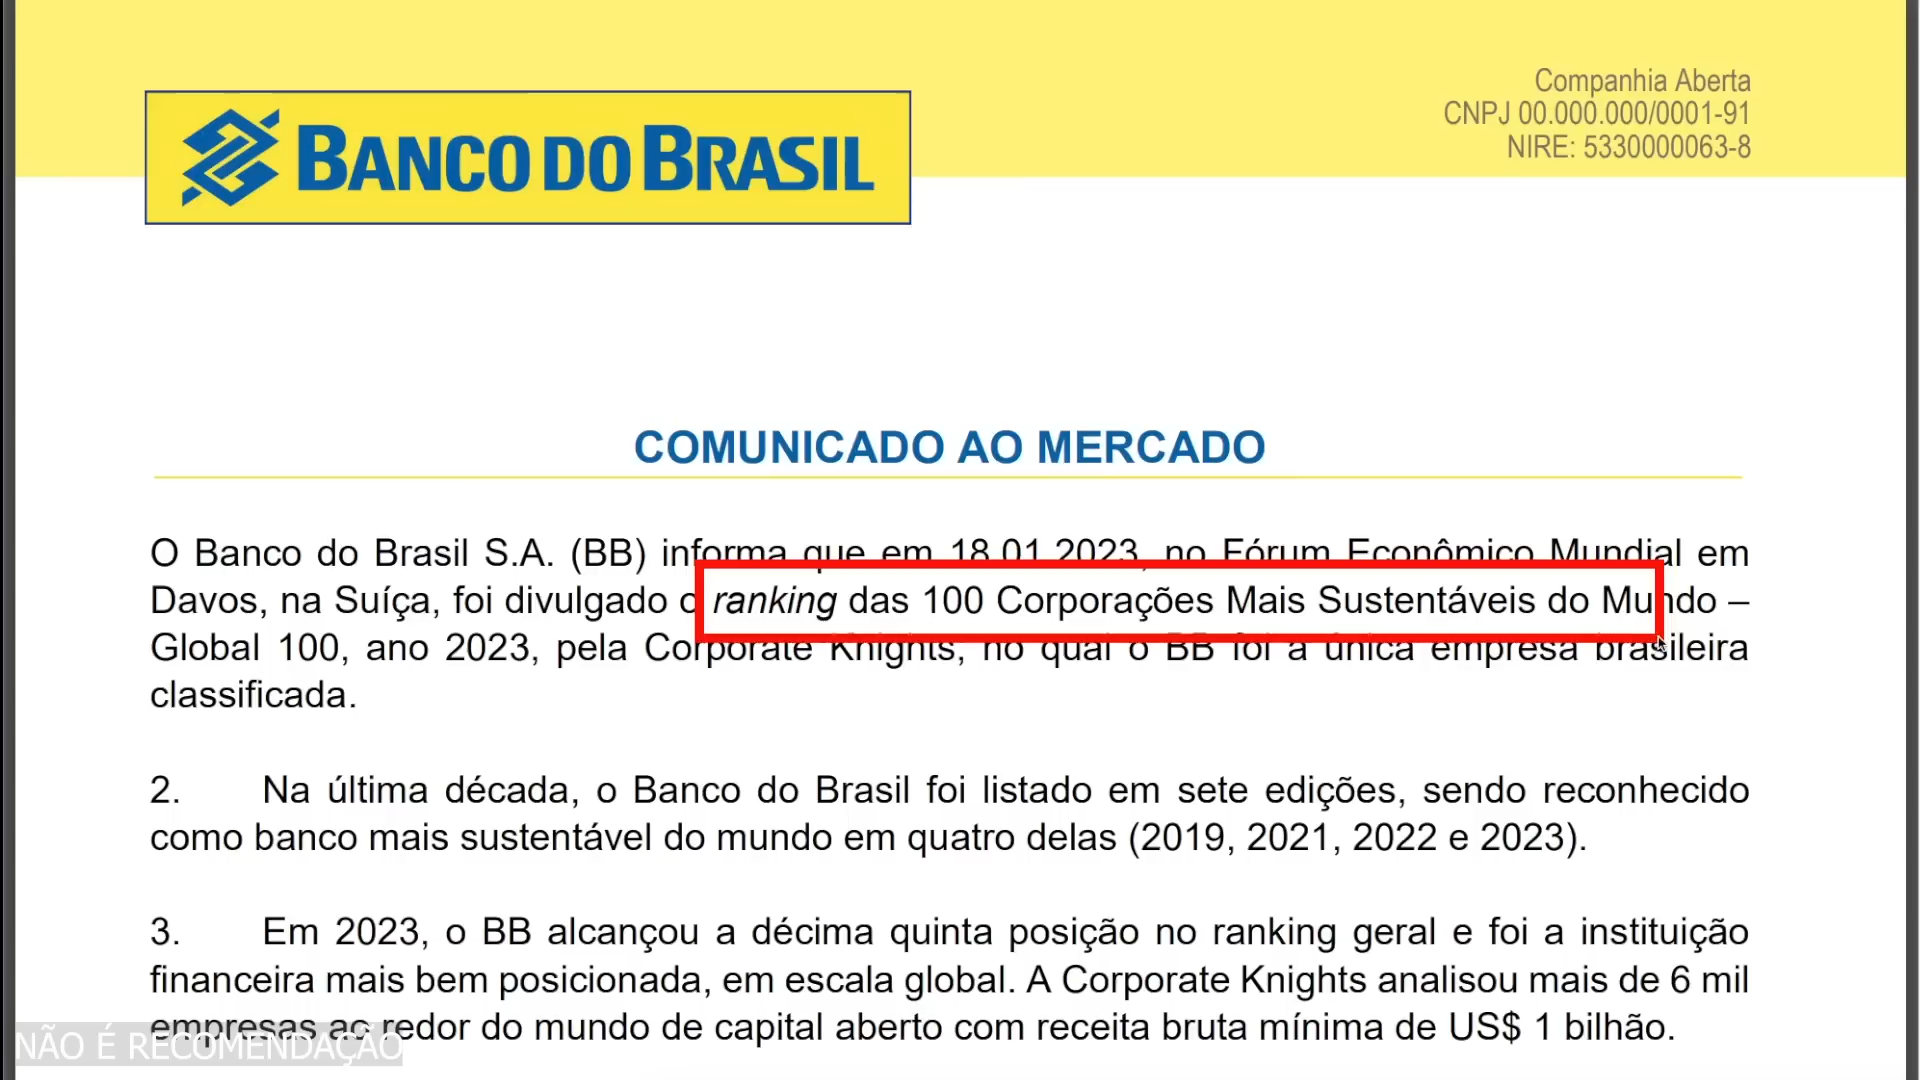 Companhia Aberta
CNPJ 00.000.000/0001-91
NIRE: 5330000063-8
BANCO DO BRASIL
COMUNICADO AO MERCADO
O Banco do Brasil S.A. (BB) informa que em 18.01.2023, no Fórum Econômico Mundial em
Davos, na Suíça, foi divulgado o ranking das 100 Corporações Mais Sustentáveis do Mundo –
Global 100, ano 2023, pela Corporate Knights, no qual o BB foi a única empresa brasileira
classificada.
2. Na última década, o Banco do Brasil foi listado em sete edições, sendo reconhecido
como banco mais sustentável do mundo em quatro delas (2019, 2021, 2022 e 2023).
3. Em 2023, o BB alcançou a décima quinta posição no ranking geral e foi a instituição
financeira mais bem posicionada, em escala global. A Corporate Knights analisou mais de 6 mil
empresas ao redor do mundo de capital aberto com receita bruta mínima de US$ 1 bilhão.
NÃO É RECOMENDAÇÃO